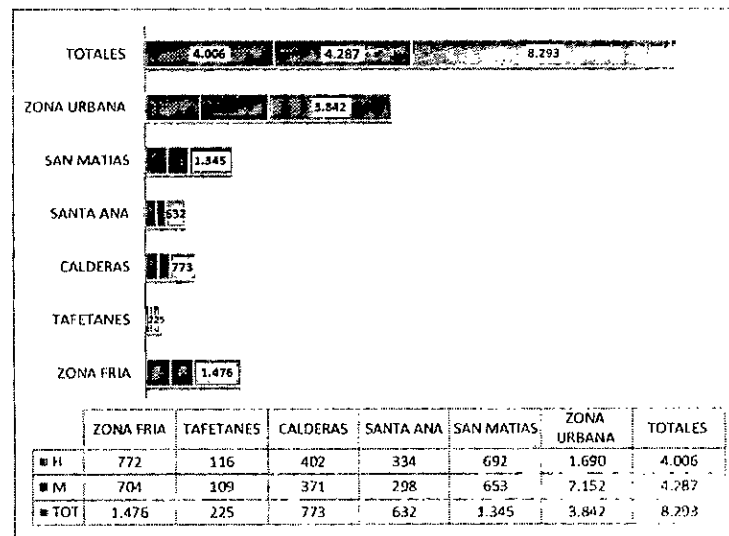 TOTALES 4.006 4.287 8.293
ZONA URBANA 3.842
SAN MATIAS 1.345
SANTA ANA 632
CALDERAS 773
TAFETANES 225
ZONA FRIA 1.476
ZONA FRIA TAFETANES CALDERAS SANTA ANA SAN MATIAS ZONA URBANA TOTALES
H 772 116 402 334 692 1.690 4.006
M 704 109 371 298 653 2.152 4.287
TOT 1.476 225 773 632 1.345 3.842 8.293